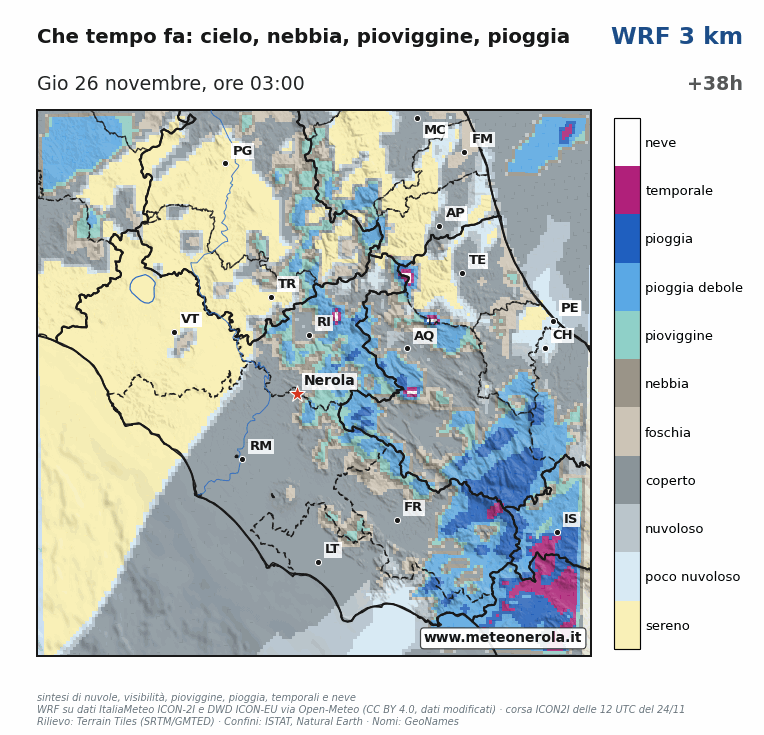 Che tempo fa: cielo, nebbia, pioviggine, pioggia
WRF 3 km
Gio 26 novembre, ore 03:00
+38h
MC
FM
PG
AP
TE
TR
PE
VT
RI
AQ
CH
Nerola
RM
FR
IS
LT
www.meteonerola.it
neve
temporale
pioggia
pioggia debole
pioviggine
nebbia
foschia
coperto
nuvoloso
poco nuvoloso
sereno
sintesi di nuvole, visibilità, pioviggine, pioggia, temporali e neve
WRF su dati ItaliaMeteo ICON-2I e DWD ICON-EU via Open-Meteo (CC BY 4.0, dati modificati) · corsa ICON2I delle 12 UTC del 24/11
Rilievo: Terrain Tiles (SRTM/GMTED) · Confini: ISTAT, Natural Earth · Nomi: GeoNames